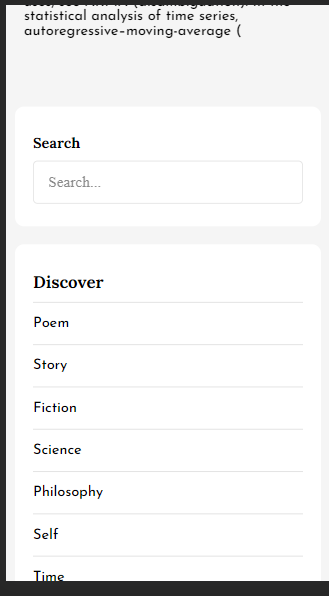 statistical analysis of time series,
autoregressive–moving-average (
Search
Search...
Discover
Poem
Story
Fiction
Science
Philosophy
Self
Time